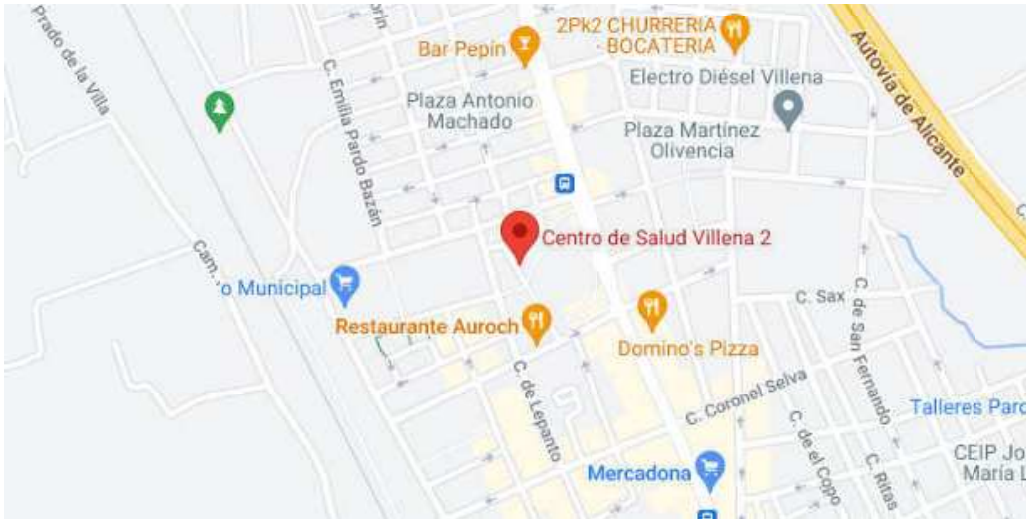 Prado de la Villa
2Pk2 CHURRERIA
- BOCATERIA
Bar Pepín
Electro Diésel Villena
Autovía de Alicante
C. Emilia Pardo Bazán
Plaza Antonio
Machado
Plaza Martínez
Olivencia
Centro de Salud Villena 2
Cam...
o Municipal
C. Sax
C. de San Fernando
Restaurante Auroch
Domino's Pizza
C. de Lepanto
C. Coronel Selva
Talleres Parc
C. de el Copo
C. Ritas
CEIP Jo
María L
Mercadona